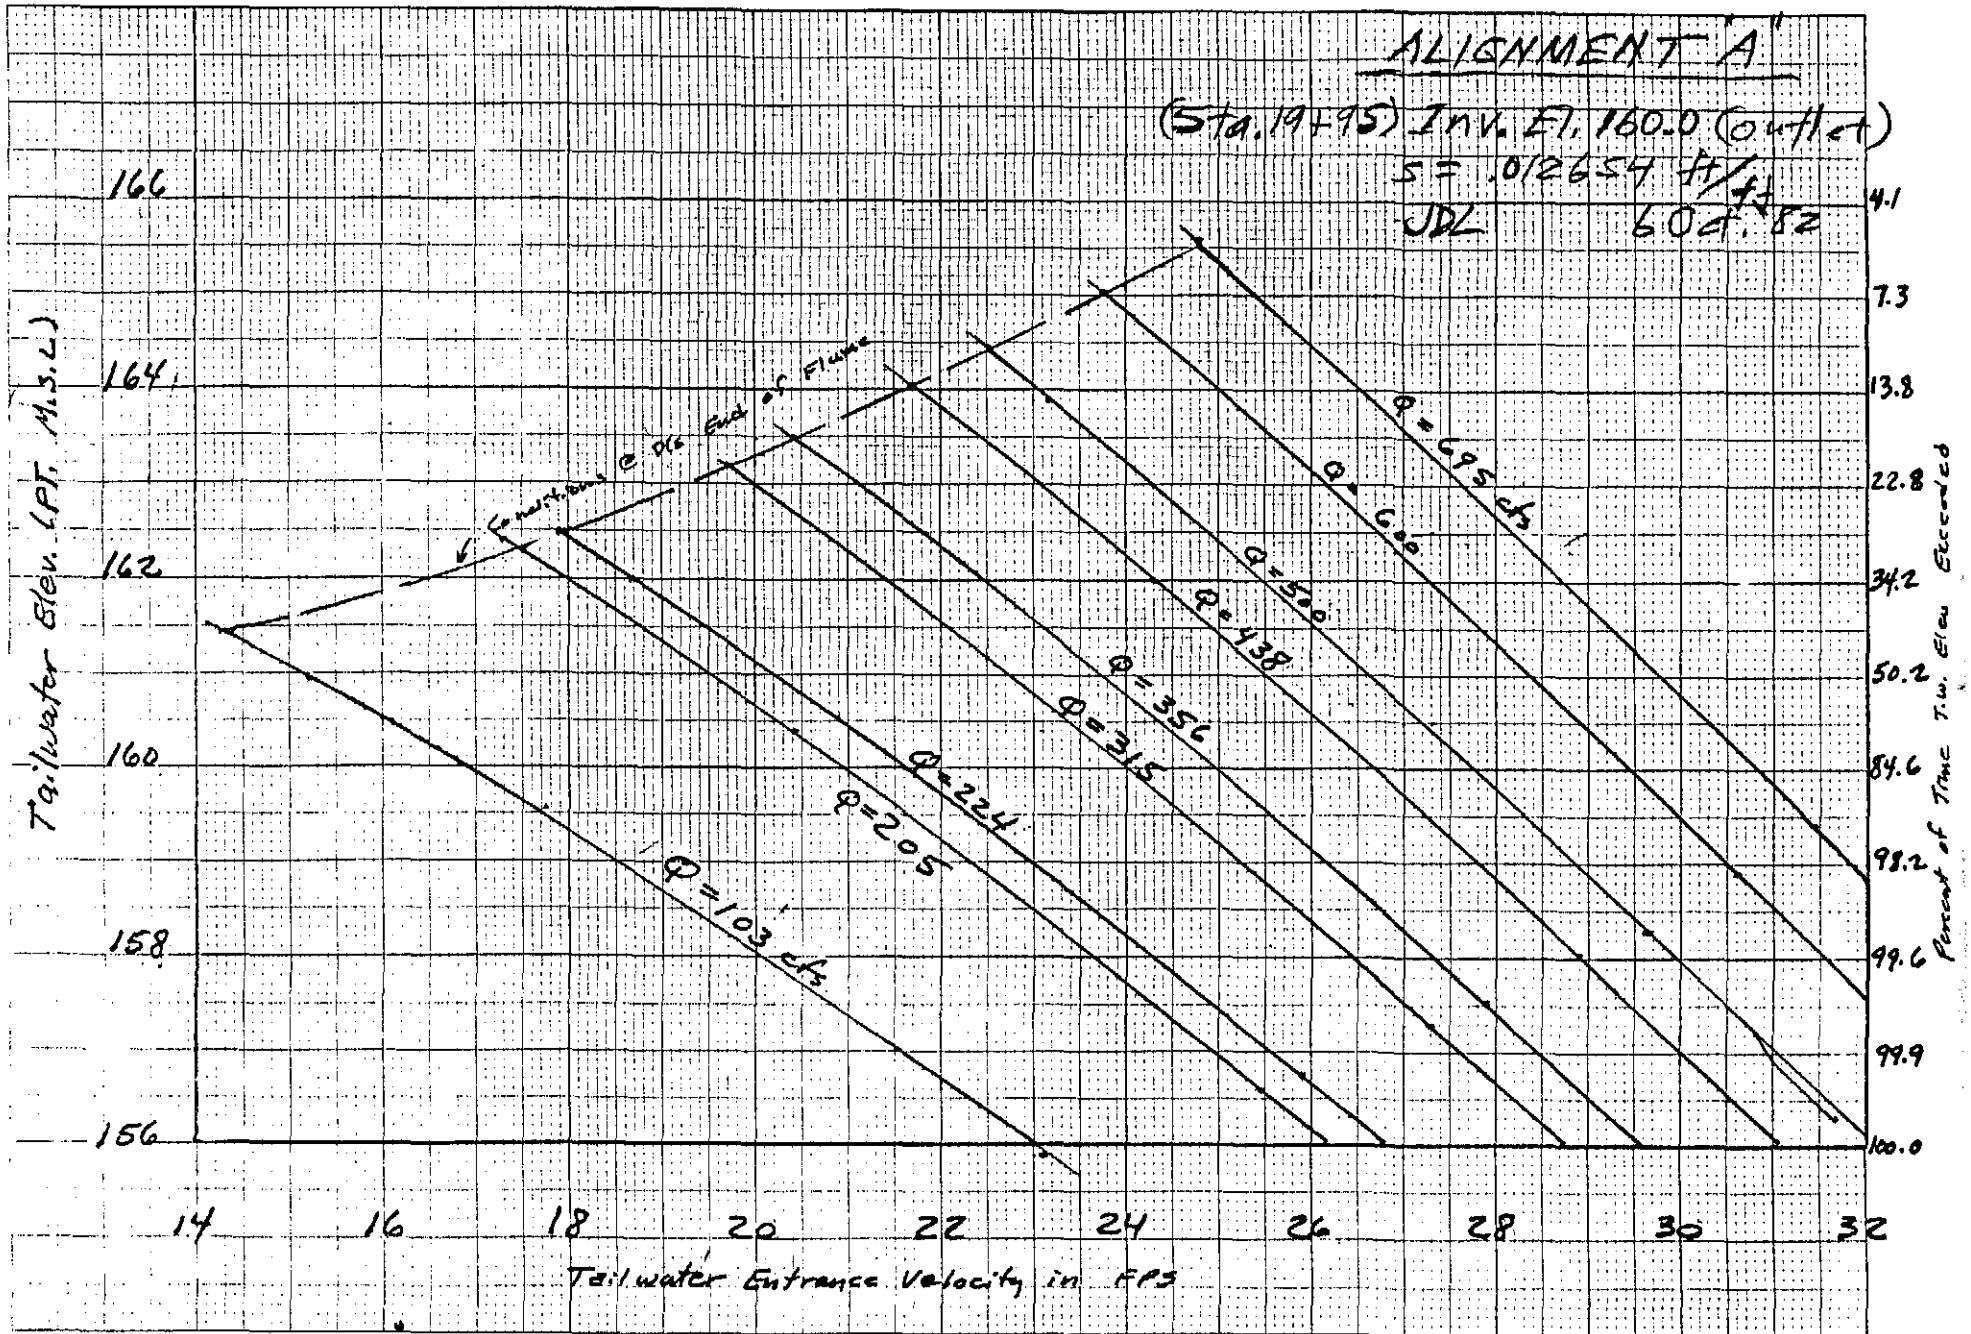 ALIGNMENT "A"
(Sta. 19+95) Inv. El. 160.0 (outlet)
s = .012654 ft/ft
JDL 6 Oct. 82
Tailwater Elev. (FT. M.S.L)
166
164
162
160
158
156
Conditions @ D/s End of Flume
Q = 695 cfs
Q = 600
Q = 500
Q = 438
Q = 356
Q = 315
Q = 224
Q = 205
Q = 103 cfs
4.1
7.3
13.8
22.8
34.2
50.2
84.6
98.2
99.6
99.9
100.0
Percent of Time T.W. Elev Exceeded
14 16 18 20 22 24 26 28 30 32
Tailwater Entrance Velocity in FPS